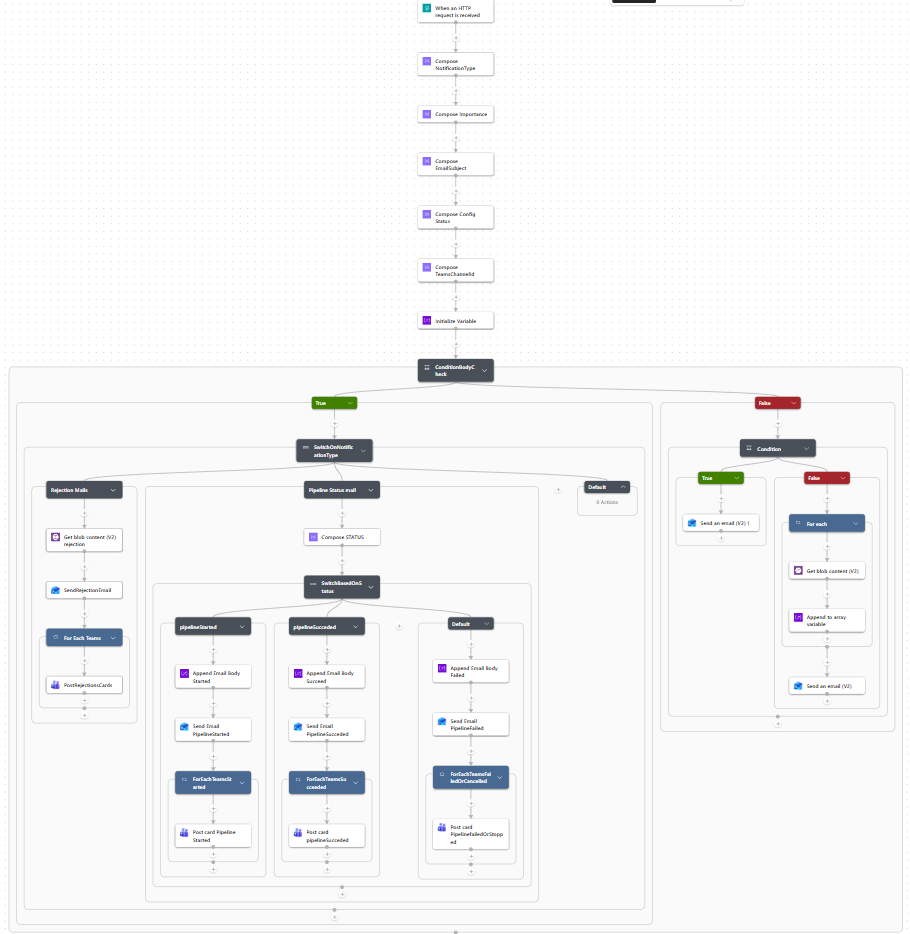 When an HTTP
request is received
Compose
NotificationType
Compose Importance
Compose
EmailSubject
Compose Config
Status
Compose
TeamsChannelId
Initialize Variable
ConditionBodyC
heck
True
False
SwitchOnNotific
ationType
Condition
Rejection Mails
Pipeline Status mail
Default
0 Actions
True
False
Get blob content (V2)
rejection
Compose STATUS
Send an email (V2) 1
For each
SendRejectionEmail
SwitchBasedOnS
tatus
Get blob content (V2)
For Each Teams
pipelineStarted
pipelineSucceded
Default
Append to array
variable
PostRejectionsCards
Append Email Body
Started
Append Email Body
Succeed
Append Email Body
Failed
Send an email (V2)
Send Email
PipelineStarted
Send Email
PipelineSucceded
Send Email
PipelineFailed
ForEachTeamsSt
arted
ForEachTeamsSu
cceeded
ForEachTeamsFai
ledOrCancelled
Post card Pipeline
Started
Post card
pipelineSucceded
Post card
PipelinefailedOrStopp
ed